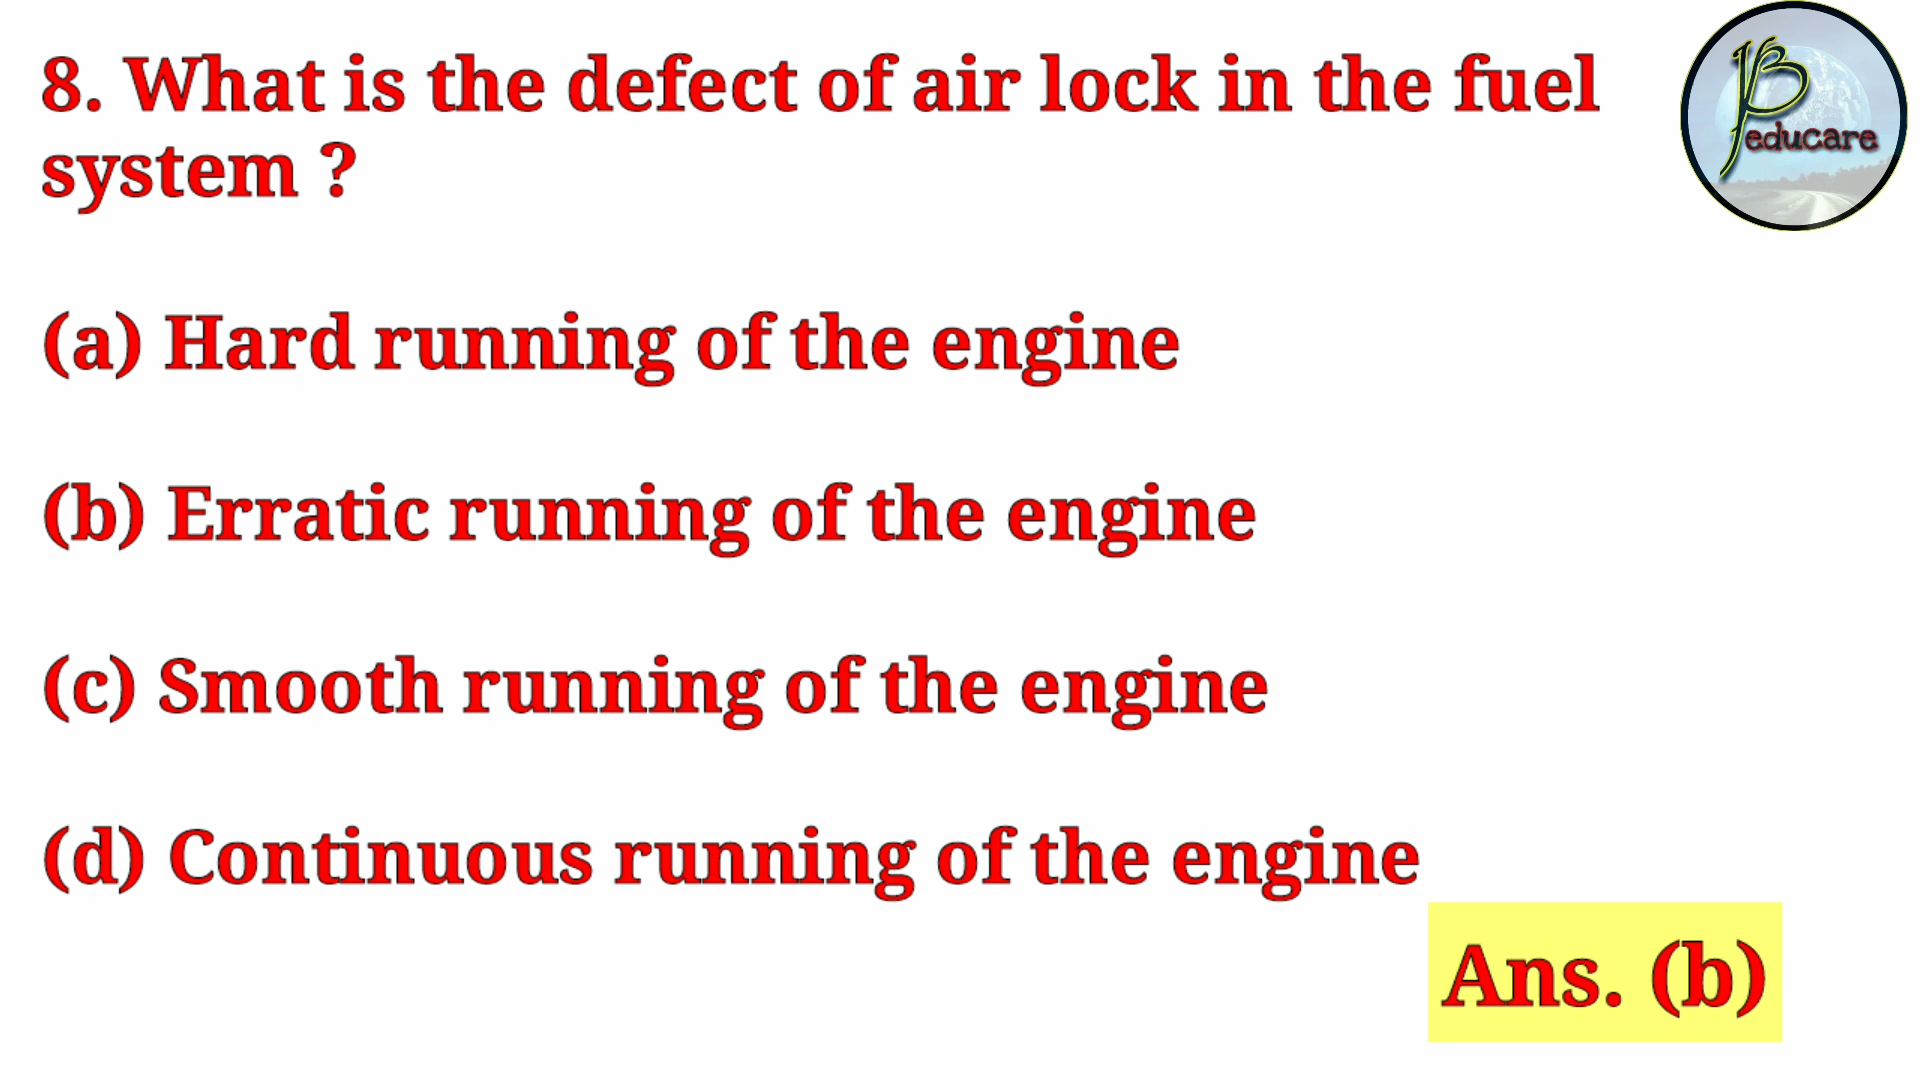 8. What is the defect of air lock in the fuel
system ?
(a) Hard running of the engine
(b) Erratic running of the engine
(c) Smooth running of the engine
(d) Continuous running of the engine
Ans. (b)
educare